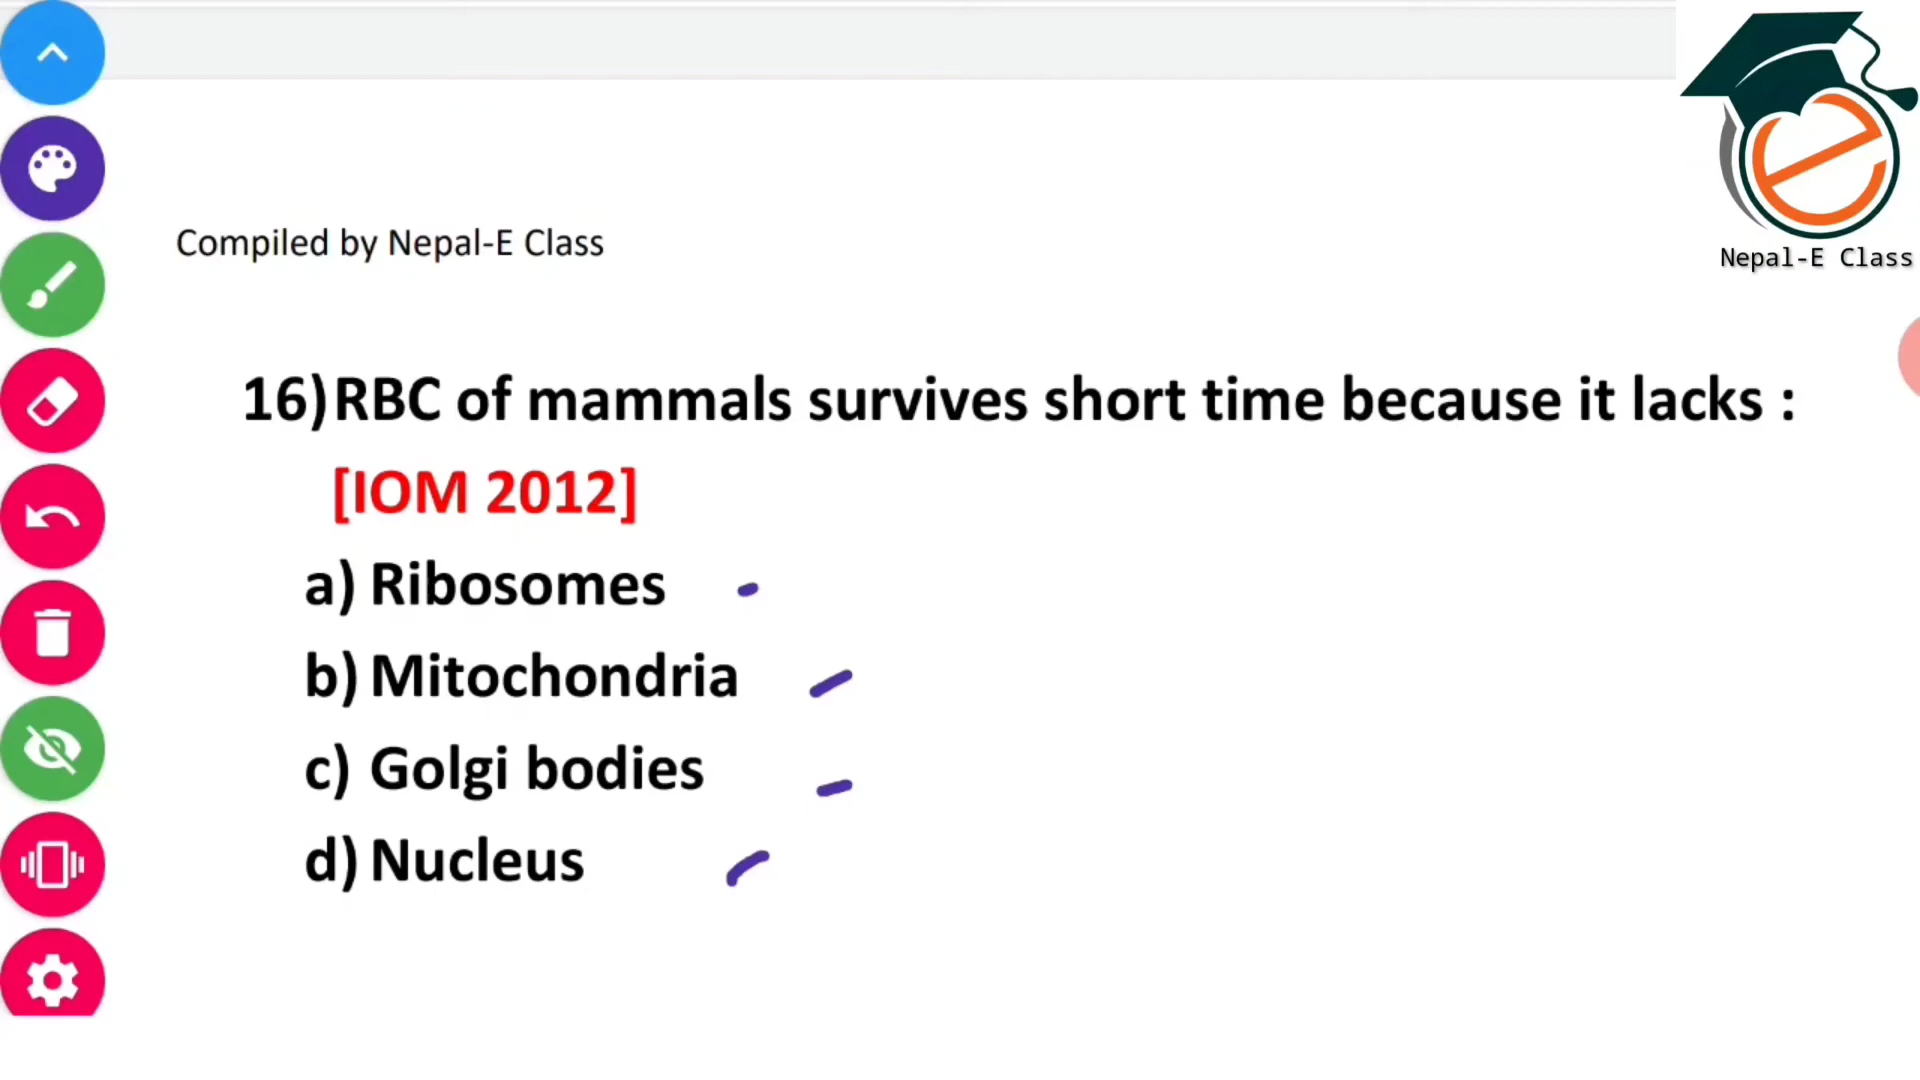 Nepal-E Class
Compiled by Nepal-E Class
16)RBC of mammals survives short time because it lacks :
[IOM 2012]
a) Ribosomes
b) Mitochondria
c) Golgi bodies
d) Nucleus